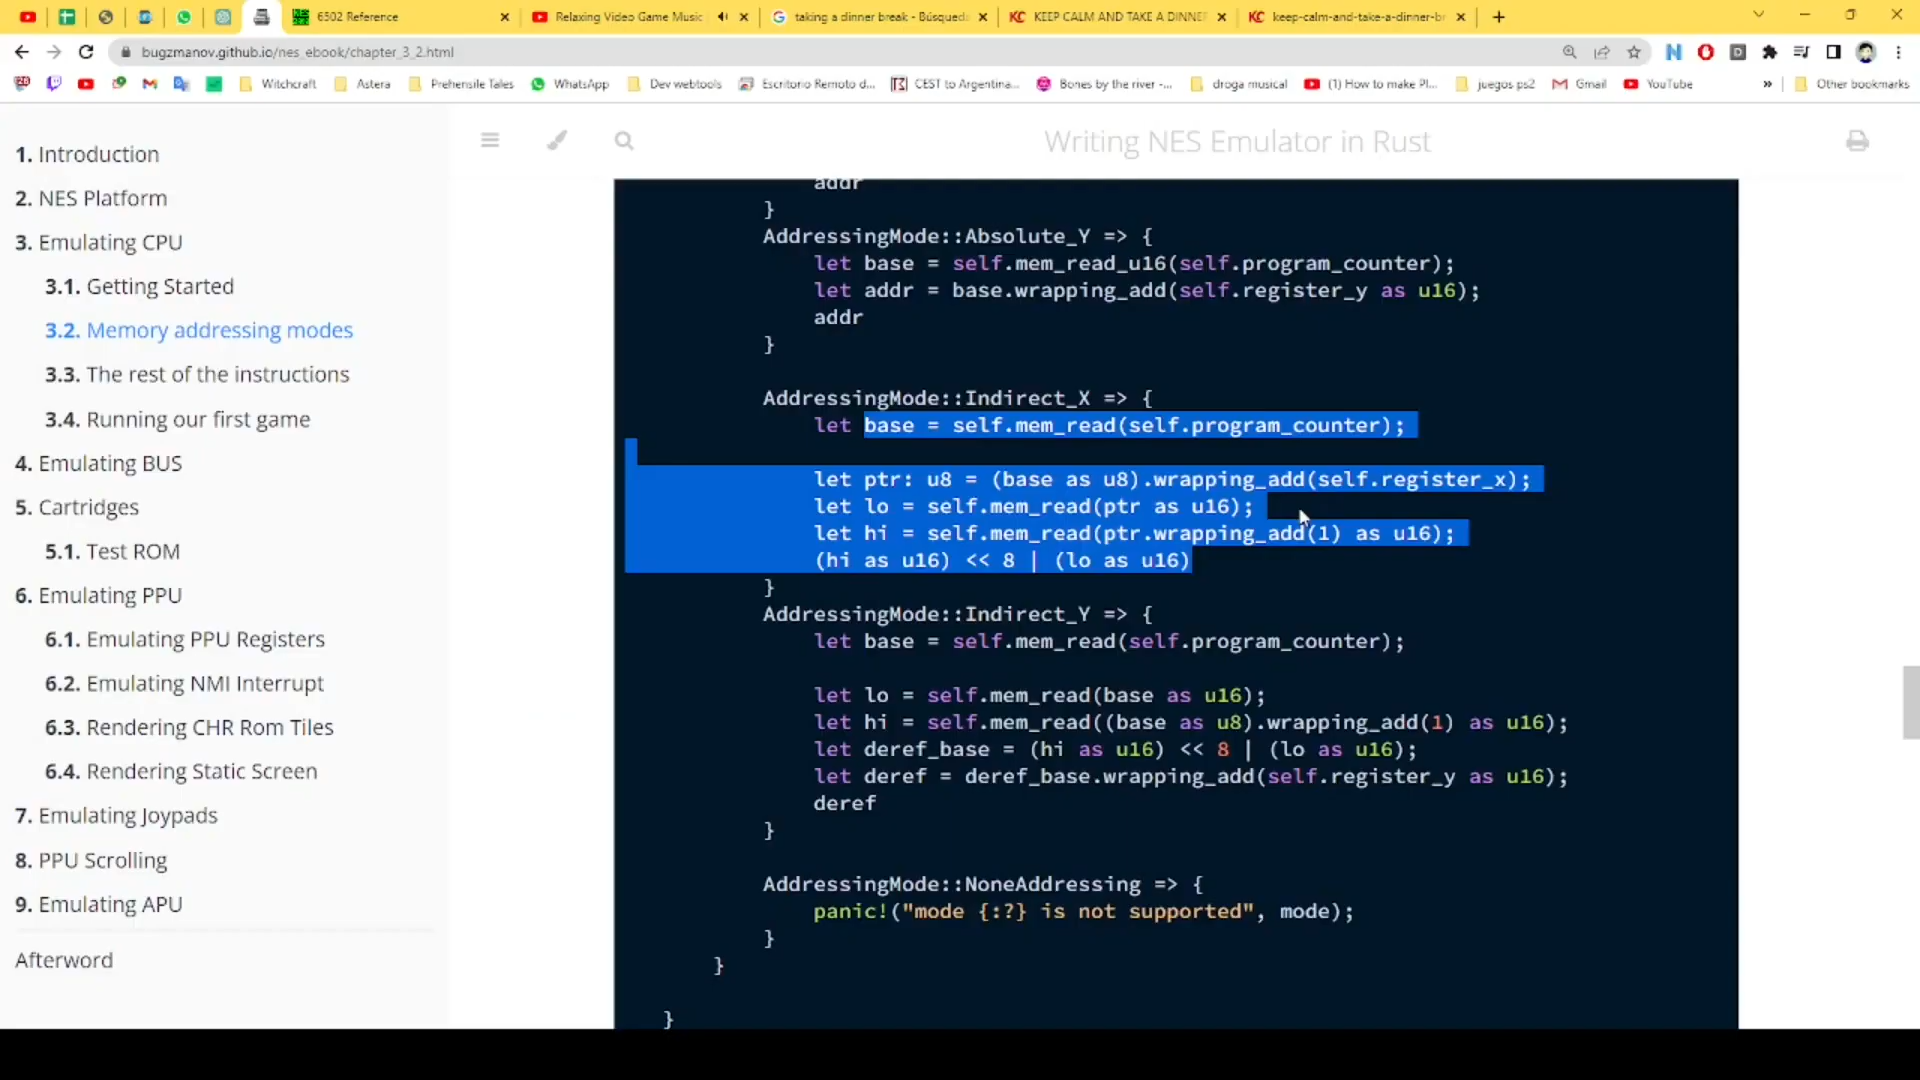 6502 Reference
Relaxing Video Game Music
taking a dinner break - Búsqued
KEEP CALM AND TAKE A DINNE
keep-calm-and-take-a-dinner-br
bugzmanov.github.io/nes_ebook/chapter_3_2.html
Witchcraft
Astera
Prehensile Tales
WhatsApp
Dev webtools
Escritorio Remoto d...
CEST to Argentina...
Bones by the river -...
droga musical
(1) How to make Pl...
juegos ps2
Gmail
YouTube
»
Other bookmarks
Writing NES Emulator in Rust
1. Introduction
2. NES Platform
3. Emulating CPU
3.1. Getting Started
3.2. Memory addressing modes
3.3. The rest of the instructions
3.4. Running our first game
4. Emulating BUS
5. Cartridges
5.1. Test ROM
6. Emulating PPU
6.1. Emulating PPU Registers
6.2. Emulating NMI Interrupt
6.3. Rendering CHR Rom Tiles
6.4. Rendering Static Screen
7. Emulating Joypads
8. PPU Scrolling
9. Emulating APU
Afterword
addr
}
AddressingMode::Absolute_Y => {
let base = self.mem_read_u16(self.program_counter);
let addr = base.wrapping_add(self.register_y as u16);
addr
}
AddressingMode::Indirect_X => {
let base = self.mem_read(self.program_counter);
let ptr: u8 = (base as u8).wrapping_add(self.register_x);
let lo = self.mem_read(ptr as u16);
let hi = self.mem_read(ptr.wrapping_add(1) as u16);
(hi as u16) << 8 | (lo as u16)
}
AddressingMode::Indirect_Y => {
let base = self.mem_read(self.program_counter);
let lo = self.mem_read(base as u16);
let hi = self.mem_read((base as u8).wrapping_add(1) as u16);
let deref_base = (hi as u16) << 8 | (lo as u16);
let deref = deref_base.wrapping_add(self.register_y as u16);
deref
}
AddressingMode::NoneAddressing => {
panic!("mode {:?} is not supported", mode);
}
}
}